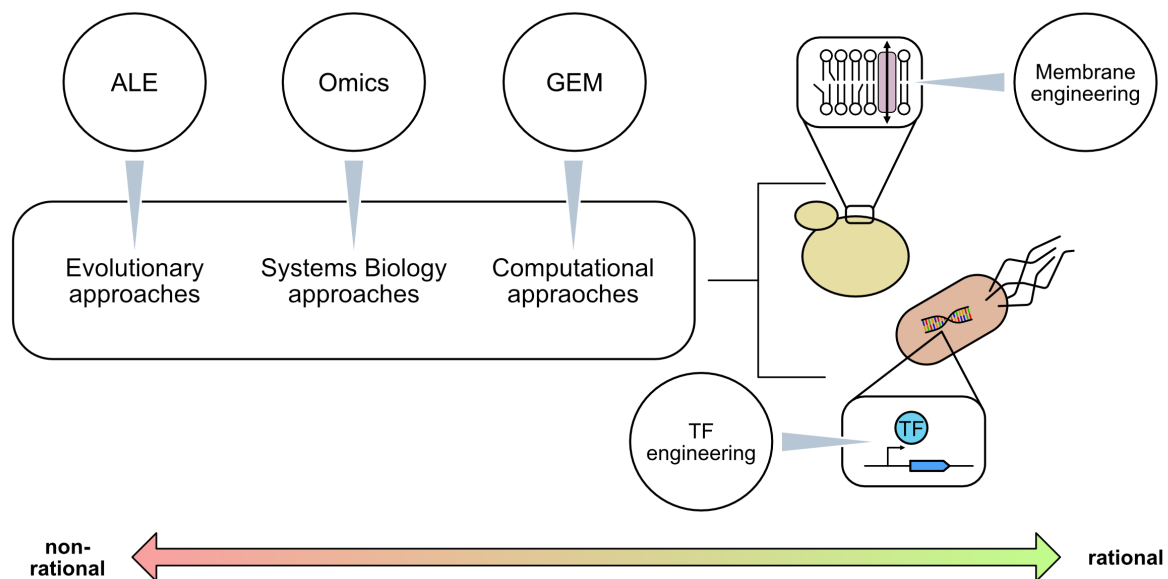 ALE
Omics
GEM
Membrane
engineering
Evolutionary
approaches
Systems Biology
approaches
Computational
appraoches
TF
engineering
TF
non-
rational
rational